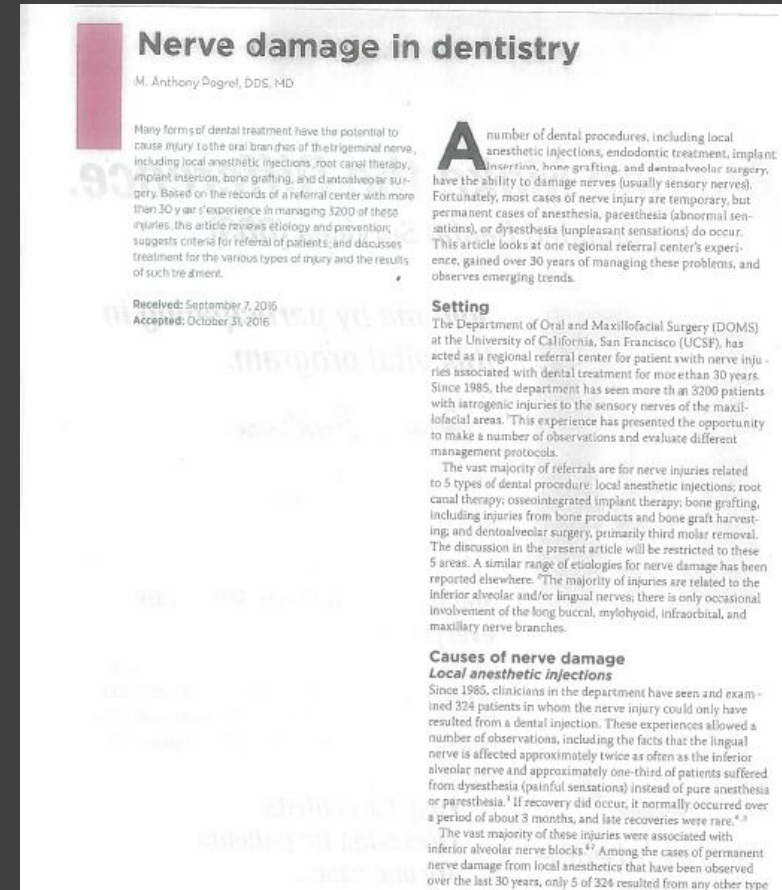 Nerve damage in dentistry
M. Anthony Pogrel, DDS, MD
Many forms of dental treatment have the potential to
cause injury to the oral branches of the trigeminal nerve,
including local anesthetic injections, root canal therapy,
implant insertion, bone grafting, and dentoalveolar sur-
gery. Based on the records of a referral center with more
than 30 years' experience in managing 3200 of these
injuries, this article reviews etiology and prevention;
suggests criteria for referral of patients; and discusses
treatment for the various types of injury and the results
of such treatment.
Received: September 7, 2016
Accepted: October 31, 2016
A number of dental procedures, including local
anesthetic injections, endodontic treatment, implant
insertion, bone grafting, and dentoalveolar surgery,
have the ability to damage nerves (usually sensory nerves).
Fortunately, most cases of nerve injury are temporary, but
permanent cases of anesthesia, paresthesia (abnormal sen-
sations), or dysesthesia (unpleasant sensations) do occur.
This article looks at one regional referral center's experi-
ence, gained over 30 years of managing these problems, and
observes emerging trends.
Setting
The Department of Oral and Maxillofacial Surgery (DOMS)
at the University of California, San Francisco (UCSF), has
acted as a regional referral center for patients with nerve inju-
ries associated with dental treatment for more than 30 years.
Since 1985, the department has seen more than 3200 patients
with iatrogenic injuries to the sensory nerves of the maxil-
lofacial areas.¹ This experience has presented the opportunity
to make a number of observations and evaluate different
management protocols.
The vast majority of referrals are for nerve injuries related
to 5 types of dental procedure: local anesthetic injections; root
canal therapy; osseointegrated implant therapy; bone grafting,
including injuries from bone products and bone graft harvest-
ing; and dentoalveolar surgery, primarily third molar removal.
The discussion in the present article will be restricted to these
5 areas. A similar range of etiologies for nerve damage has been
reported elsewhere.² The majority of injuries are related to the
inferior alveolar and/or lingual nerves; there is only occasional
involvement of the long buccal, mylohyoid, infraorbital, and
maxillary nerve branches.
Causes of nerve damage
Local anesthetic injections
Since 1985, clinicians in the department have seen and exam-
ined 324 patients in whom the nerve injury could only have
resulted from a dental injection. These experiences allowed a
number of observations, including the facts that the lingual
nerve is affected approximately twice as often as the inferior
alveolar nerve and approximately one-third of patients suffered
from dysesthesia (painful sensations) instead of pure anesthesia
or paresthesia.³ If recovery did occur, it normally occurred over
a period of about 3 months, and late recoveries were rare.⁴,⁵
The vast majority of these injuries were associated with
inferior alveolar nerve blocks.⁶,⁷ Among the cases of permanent
nerve damage from local anesthetics that have been observed
over the last 30 years, only 5 of 324 resulted from any other type